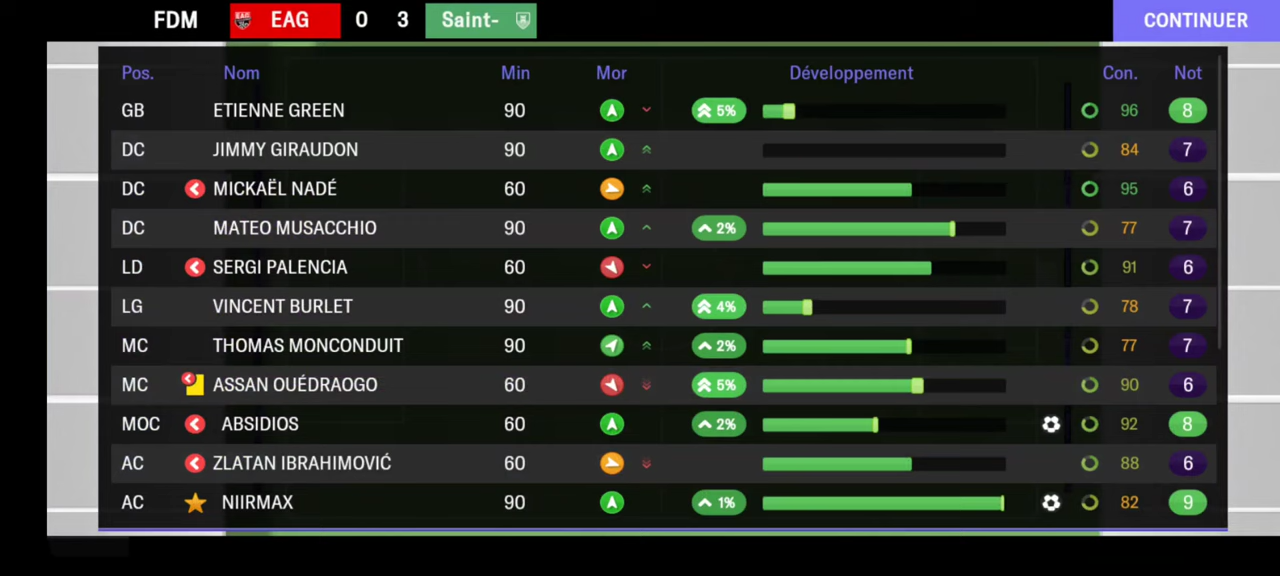 FDM EAG 0 3 Saint- CONTINUER
Pos. Nom Min Mor Développement Con. Not
GB ETIENNE GREEN 90 5% 96 8
DC JIMMY GIRAUDON 90 84 7
DC MICKAËL NADÉ 60 95 6
DC MATEO MUSACCHIO 90 2% 77 7
LD SERGI PALENCIA 60 91 6
LG VINCENT BURLET 90 4% 78 7
MC THOMAS MONCONDUIT 90 2% 77 7
MC ASSAN OUÉDRAOGO 60 5% 90 6
MOC ABSIDIOS 60 2% 92 8
AC ZLATAN IBRAHIMOVIĆ 60 88 6
AC NIIRMAX 90 1% 82 9